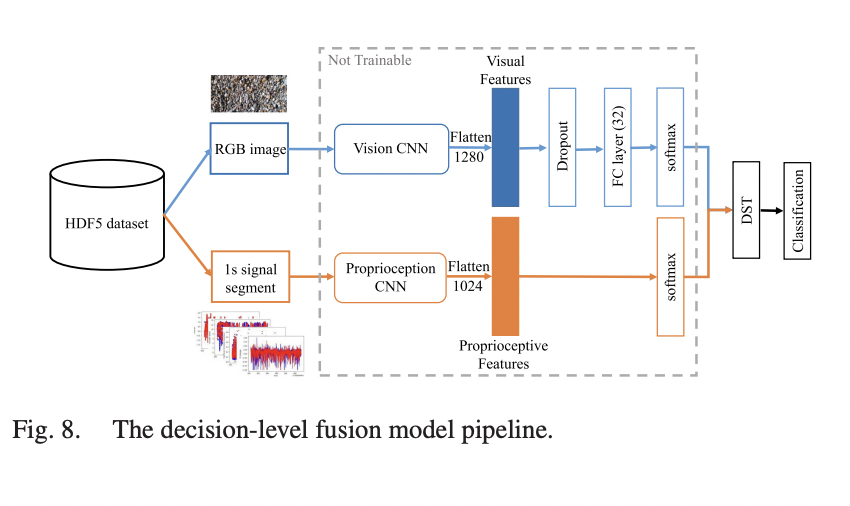 Not Trainable
Visual
Features
RGB image
Vision CNN
Flatten
1280
Dropout
FC layer (32)
softmax
HDF5 dataset
DST
Classification
1s signal
segment
Proprioception
CNN
Flatten
1024
softmax
Proprioceptive
Features
Fig. 8. The decision-level fusion model pipeline.